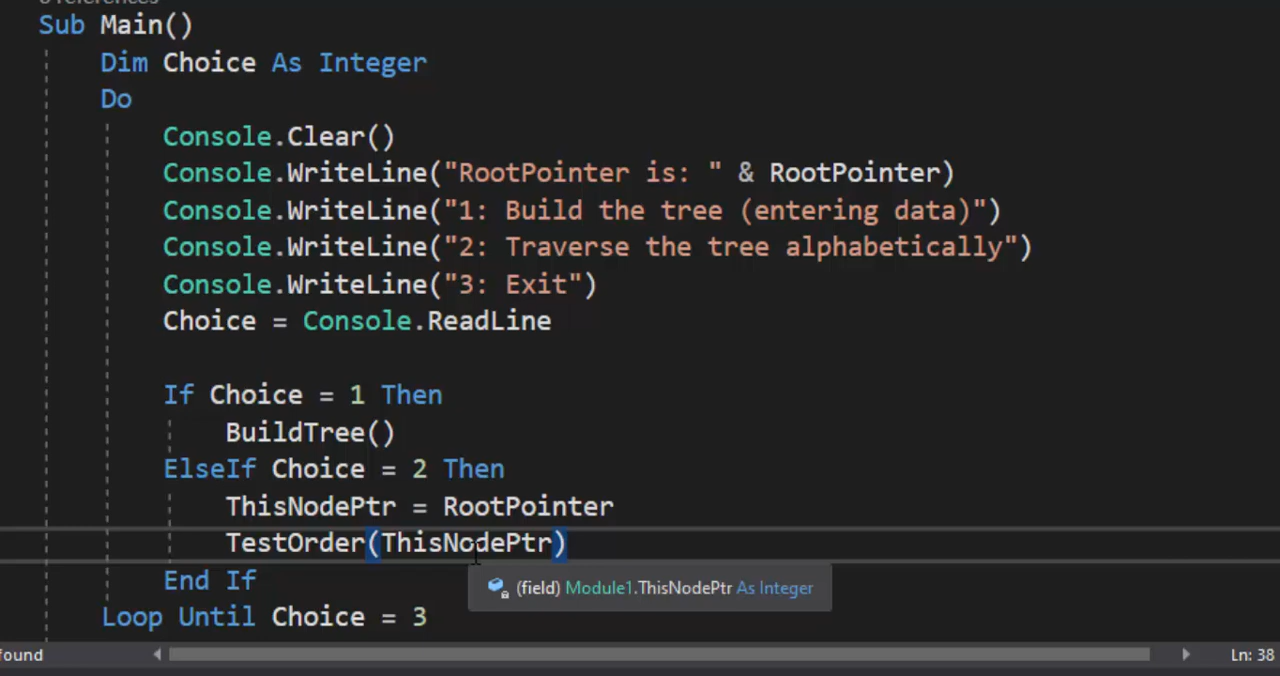 Sub Main()
Dim Choice As Integer
Do
Console.Clear()
Console.WriteLine("RootPointer is: " & RootPointer)
Console.WriteLine("1: Build the tree (entering data)")
Console.WriteLine("2: Traverse the tree alphabetically")
Console.WriteLine("3: Exit")
Choice = Console.ReadLine
If Choice = 1 Then
BuildTree()
ElseIf Choice = 2 Then
ThisNodePtr = RootPointer
TestOrder(ThisNodePtr)
End If
(field) Module1.ThisNodePtr As Integer
Loop Until Choice = 3
found
Ln: 38